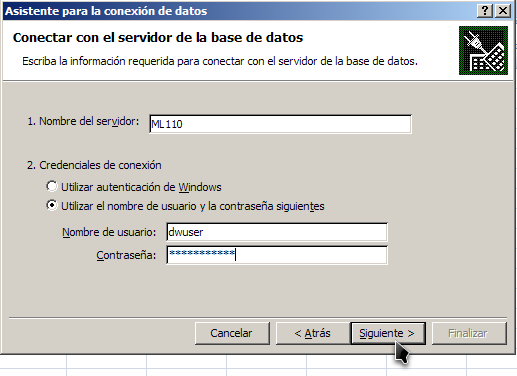 Asistente para la conexión de datos
Conectar con el servidor de la base de datos
Escriba la información requerida para conectar con el servidor de la base de datos.
1. Nombre del servidor: ML110
2. Credenciales de conexión
Utilizar autenticación de Windows
Utilizar el nombre de usuario y la contraseña siguientes
Nombre de usuario: dwuser
Contraseña: ***********
Cancelar < Atrás Siguiente > Finalizar